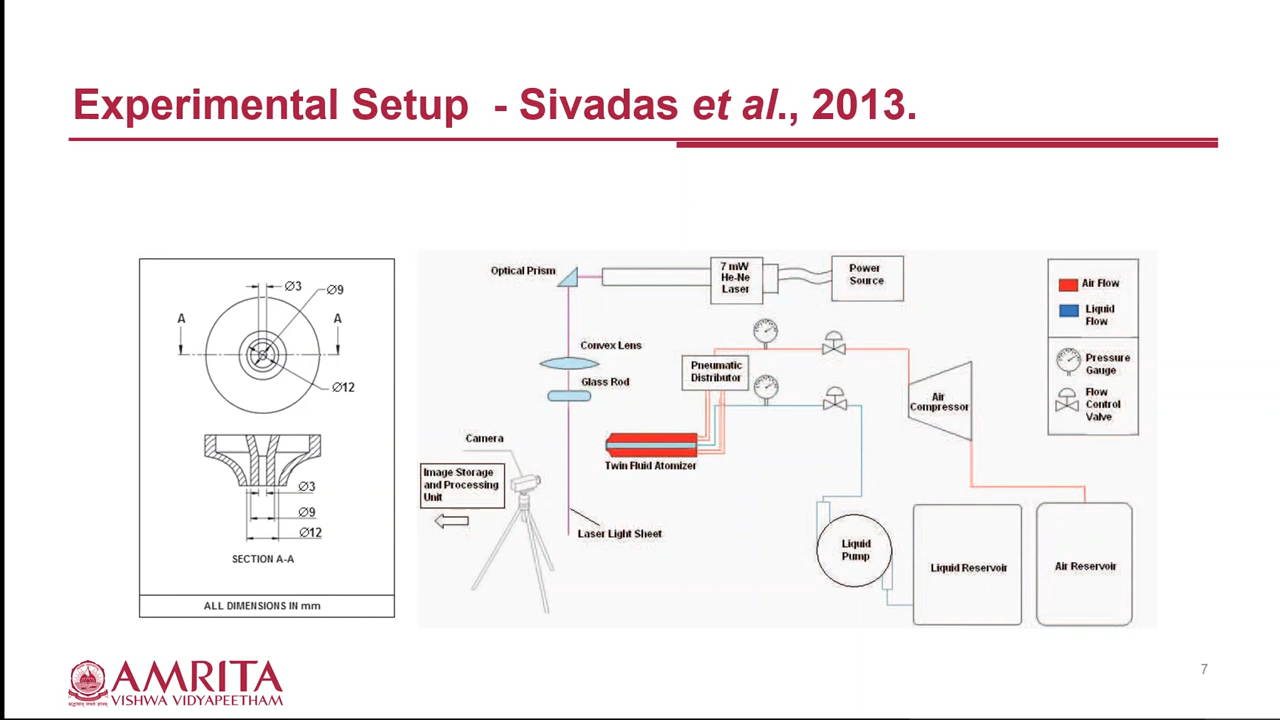 Experimental Setup - Sivadas et al., 2013.
Ø3
Ø9
A
A
Ø12
Ø3
Ø9
Ø12
SECTION A-A
ALL DIMENSIONS IN mm
Optical Prism
7 mW
He-Ne
Laser
Power
Source
Convex Lens
Glass Rod
Pneumatic
Distributor
Camera
Image Storage
and Processing
Unit
Twin Fluid Atomizer
Laser Light Sheet
Air
Compressor
Liquid
Pump
Liquid Reservoir
Air Reservoir
Air Flow
Liquid
Flow
Pressure
Gauge
Flow
Control
Valve
AMRITA
VISHWA VIDYAPEETHAM
7